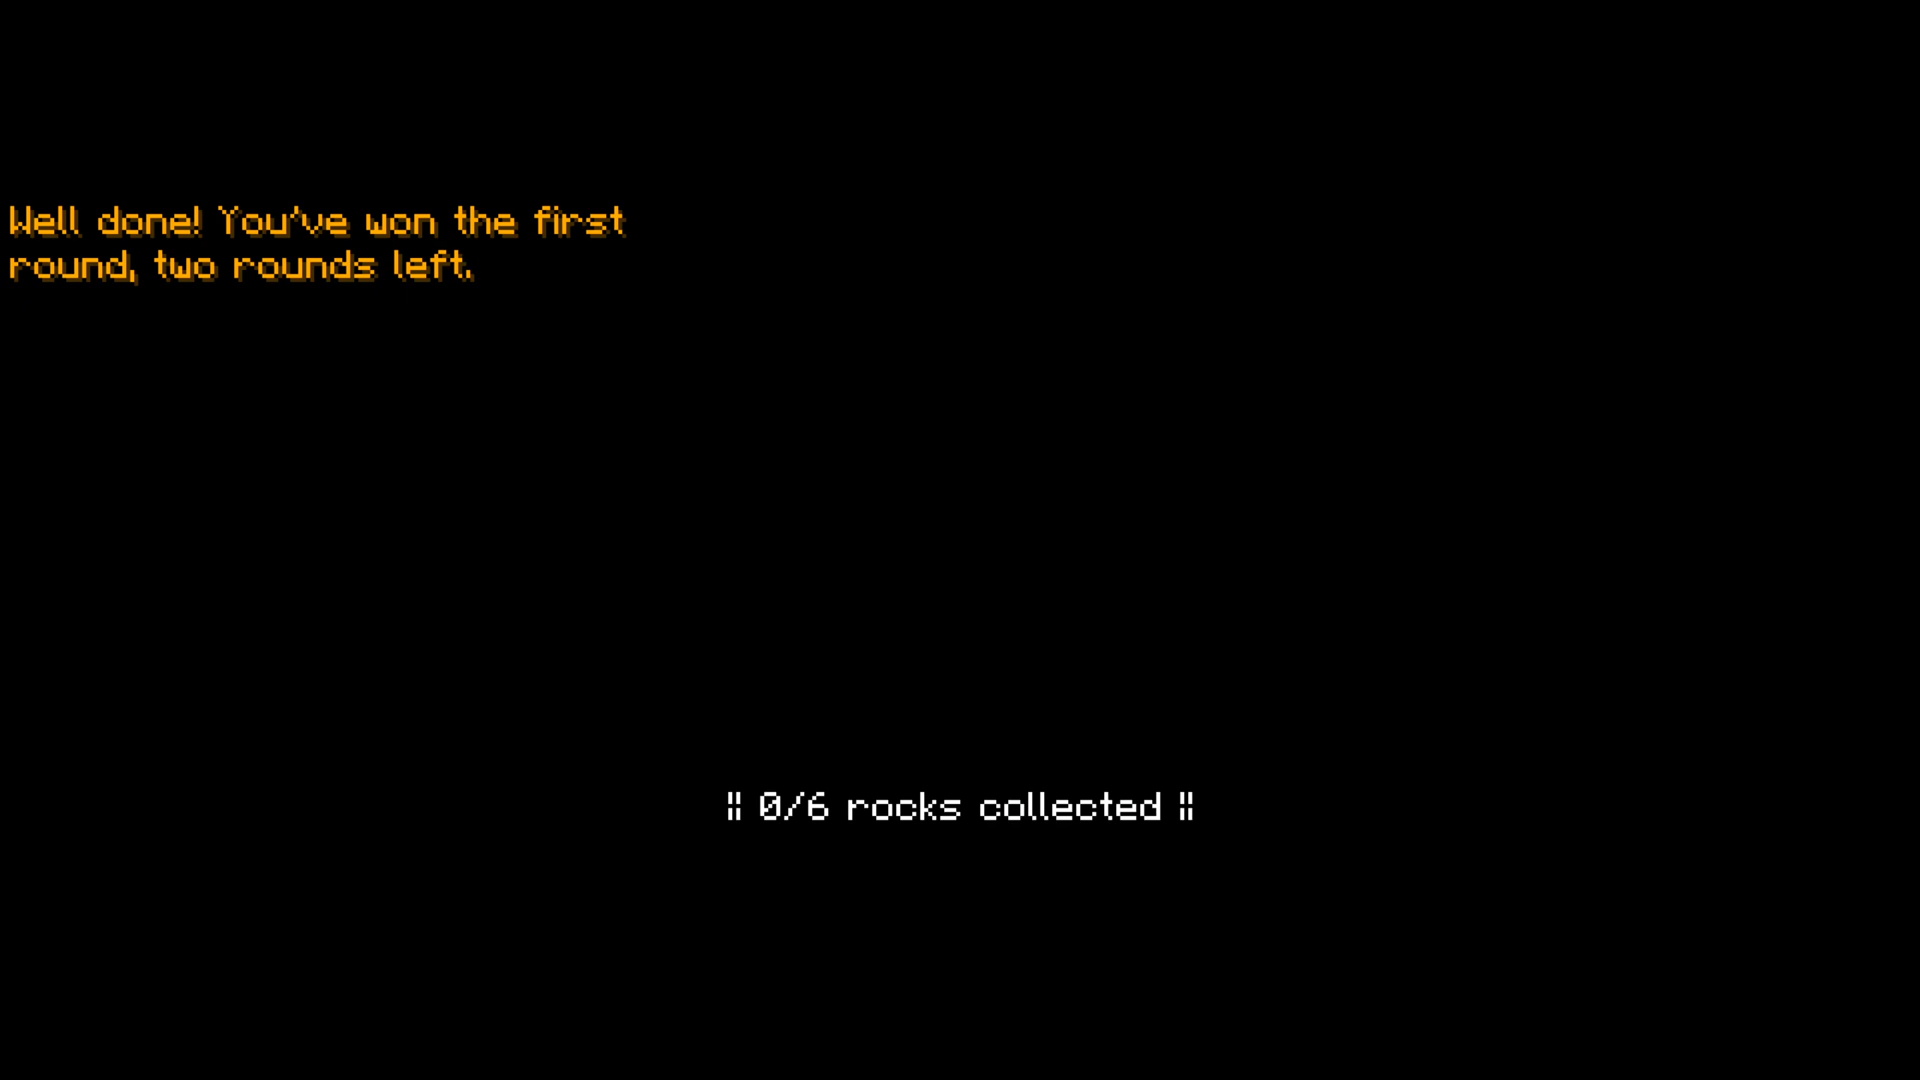 Well done! You've won the first
round, two rounds left.
¦¦ 0/6 rocks collected ¦¦